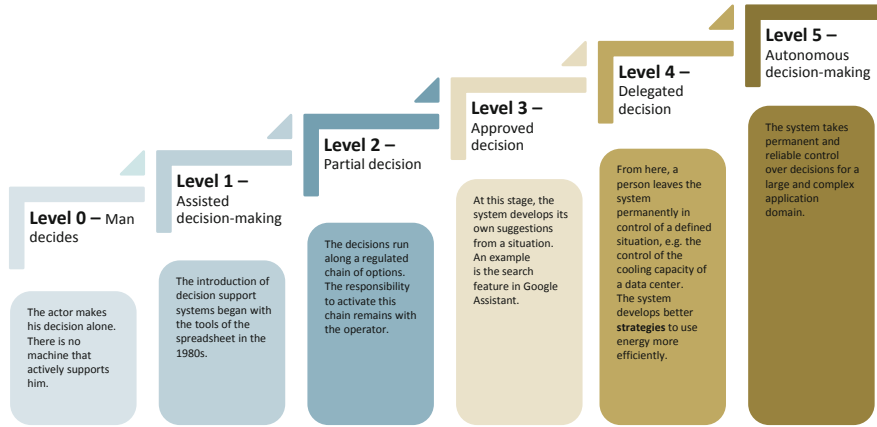 Level 0 – Man
decides
The actor makes
his decision alone.
There is no
machine that
actively supports
him.
Level 1 –
Assisted
decision-making
The introduction of
decision support
systems began with
the tools of the
spreadsheet in the
1980s.
Level 2 –
Partial decision
The decisions run
along a regulated
chain of options.
The responsibility
to activate this
chain remains with
the operator.
Level 3 –
Approved
decision
At this stage, the
system develops its
own suggestions
from a situation.
An example
is the search
feature in Google
Assistant.
Level 4 –
Delegated
decision
From here, a
person leaves the
system
permanently in
control of a defined
situation, e.g. the
control of the
cooling capacity of
a data center.
The system
develops better
strategies to use
energy more
efficiently.
Level 5 –
Autonomous
decision-making
The system takes
permanent and
reliable control
over decisions for a
large and complex
application
domain.